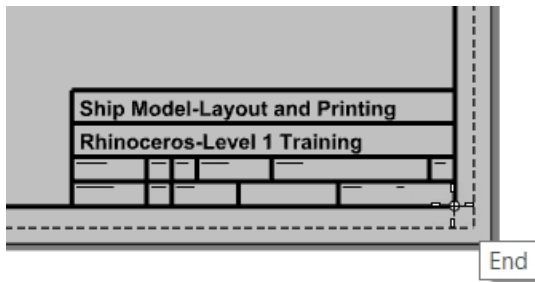 Ship Model-Layout and Printing
Rhinoceros-Level 1 Training
End